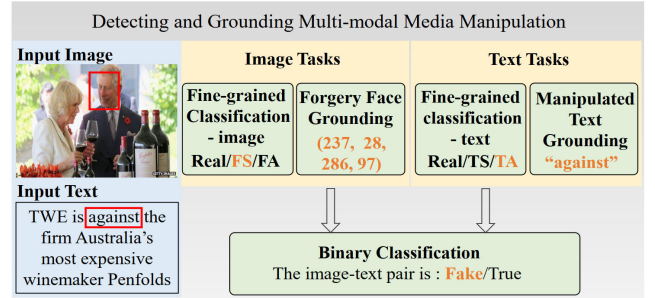 Detecting and Grounding Multi-modal Media Manipulation
Input Image
GETTY IMAGES
Input Text
TWE is against the
firm Australia's
most expensive
winemaker Penfolds
Image Tasks
Fine-grained
Classification
- image
Real/FS/FA
Forgery Face
Grounding
(237, 28,
286, 97)
Text Tasks
Fine-grained
classification
- text
Real/TS/TA
Manipulated
Text
Grounding
“against”
Binary Classification
The image-text pair is : Fake/True